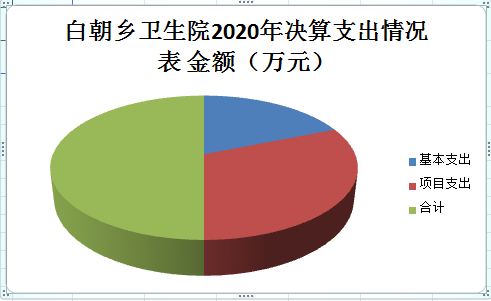 白朝乡卫生院2020年决算支出情况
表 金额（万元）
基本支出
项目支出
合计